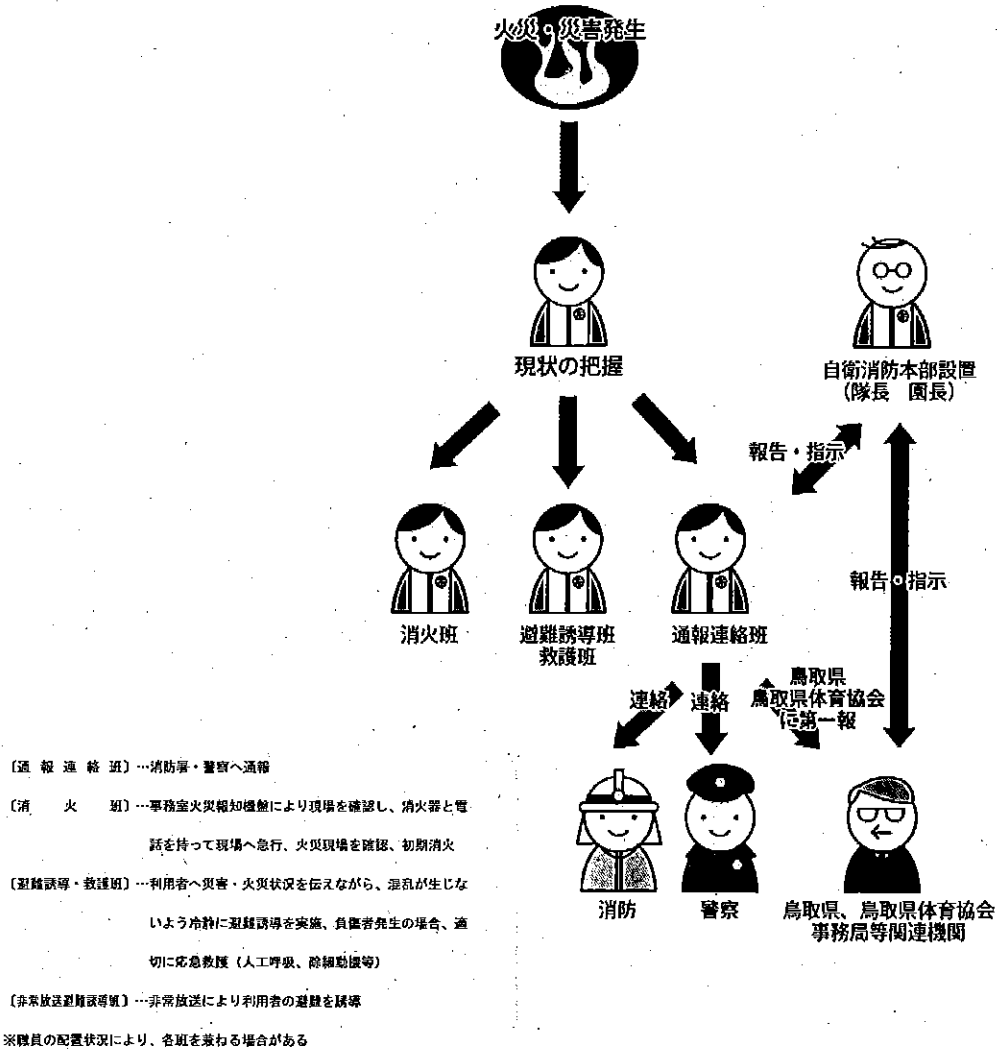 火災・災害発生
現状の把握
自衛消防本部設置
(隊長　園長)
報告・指示
報告・指示
消火班
避難誘導班
救護班
通報連絡班
連絡
連絡
鳥取県
鳥取県体育協会
に第一報
消防
警察
鳥取県、鳥取県体育協会
事務局等関連機関
〔通　報　連　絡　班〕…消防署・警察へ通報
〔消　　火　　班〕…事務室火災報知機盤により現場を確認し、消火器と電
話を持って現場へ急行、火災現場を確認、初期消火
〔避難誘導・救護班〕…利用者へ災害・火災状況を伝えながら、混乱が生じな
いよう冷静に避難誘導を実施、負傷者発生の場合、適
切に応急救護（人工呼吸、除細動機等）
〔非常放送避難誘導班〕…非常放送により利用者の避難を誘導
※職員の配置状況により、各班を兼ねる場合がある